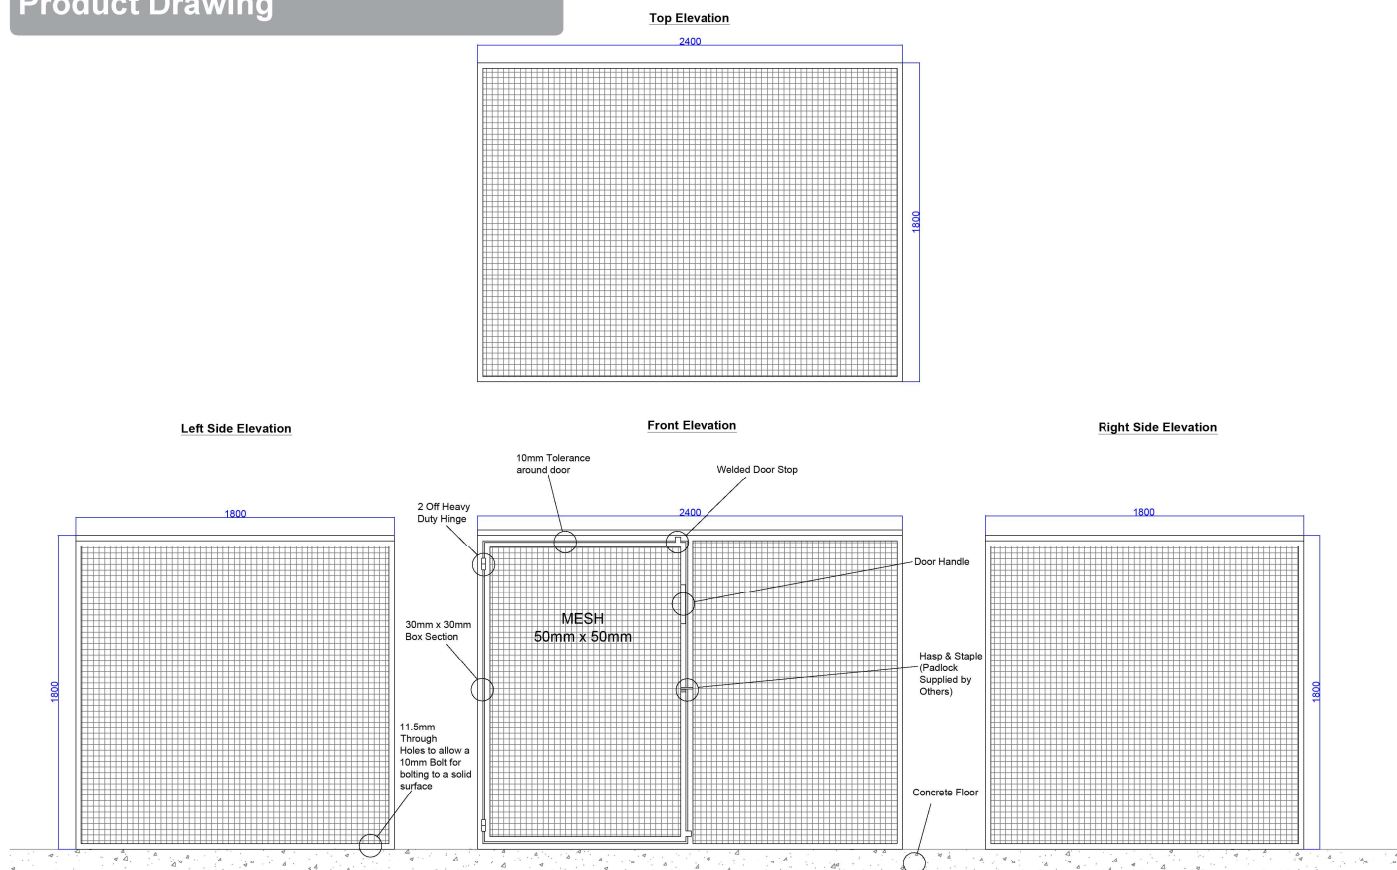 Product Drawing
Top Elevation
2400
1800
Left Side Elevation
Front Elevation
Right Side Elevation
10mm Tolerance
around door
Welded Door Stop
2 Off Heavy
Duty Hinge
1800
2400
1800
Door Handle
MESH
50mm x 50mm
30mm x 30mm
Box Section
Hasp & Staple
(Padlock
Supplied by
Others)
1800
1800
11.5mm
Through
Holes to allow a
10mm Bolt for
bolting to a solid
surface
Concrete Floor